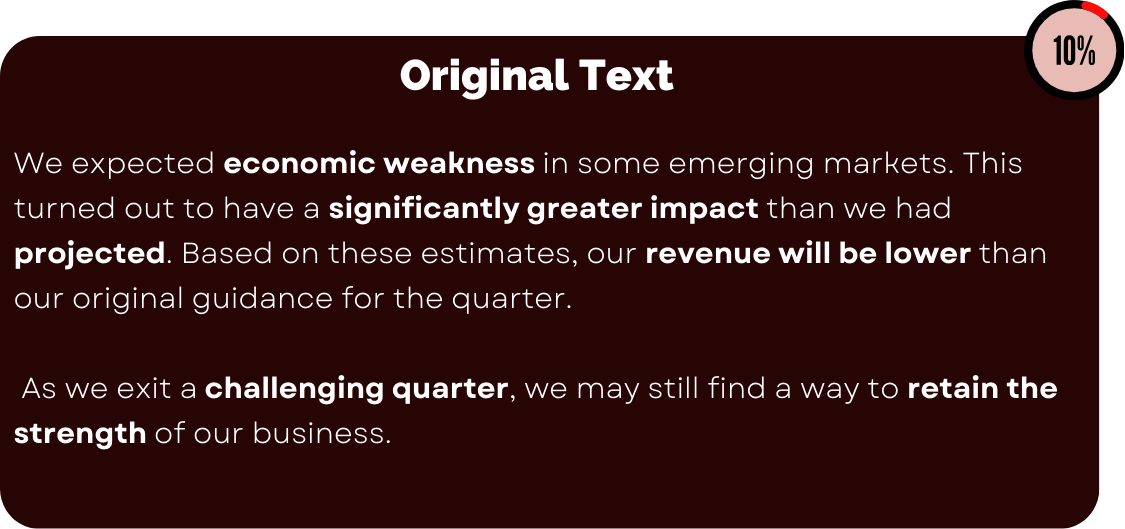 10%
Original Text
We expected economic weakness in some emerging markets. This
turned out to have a significantly greater impact than we had
projected. Based on these estimates, our revenue will be lower than
our original guidance for the quarter.
As we exit a challenging quarter, we may still find a way to retain the
strength of our business.